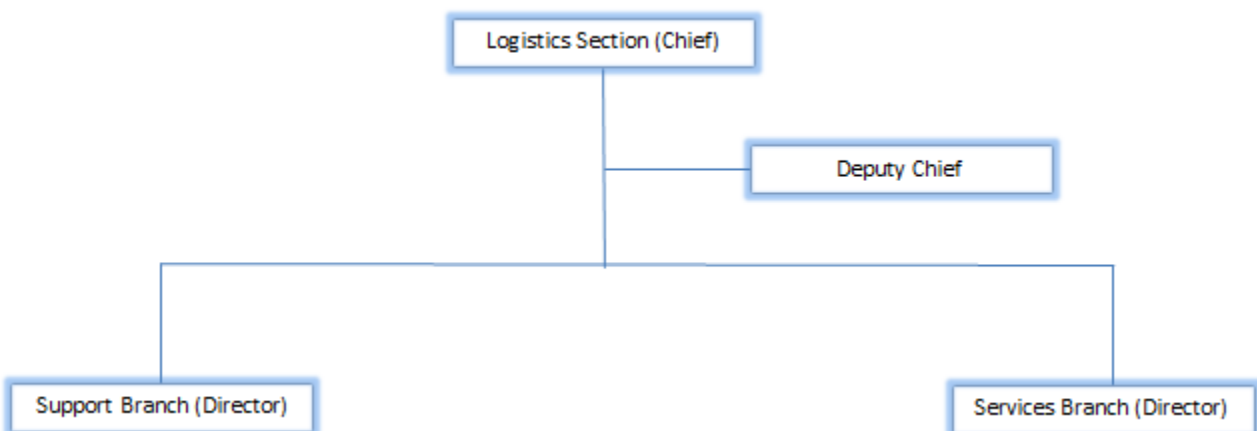 Logistics Section (Chief)
Deputy Chief
Support Branch (Director)
Services Branch (Director)